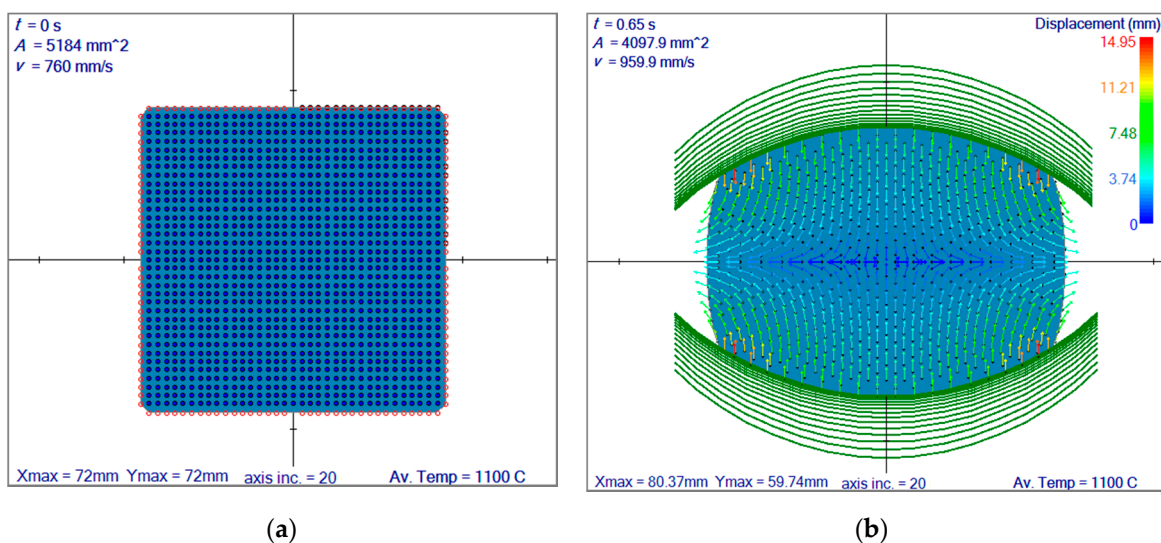 t = 0 s
A = 5184 mm^2
v = 760 mm/s
Xmax = 72mm Ymax = 72mm axis inc. = 20 Av. Temp = 1100 C
(a)
t = 0.65 s
A = 4097.9 mm^2
v = 959.9 mm/s
Displacement (mm)
14.95
11.21
7.48
3.74
0
Xmax = 80.37mm Ymax = 59.74mm axis inc. = 20 Av. Temp = 1100 C
(b)